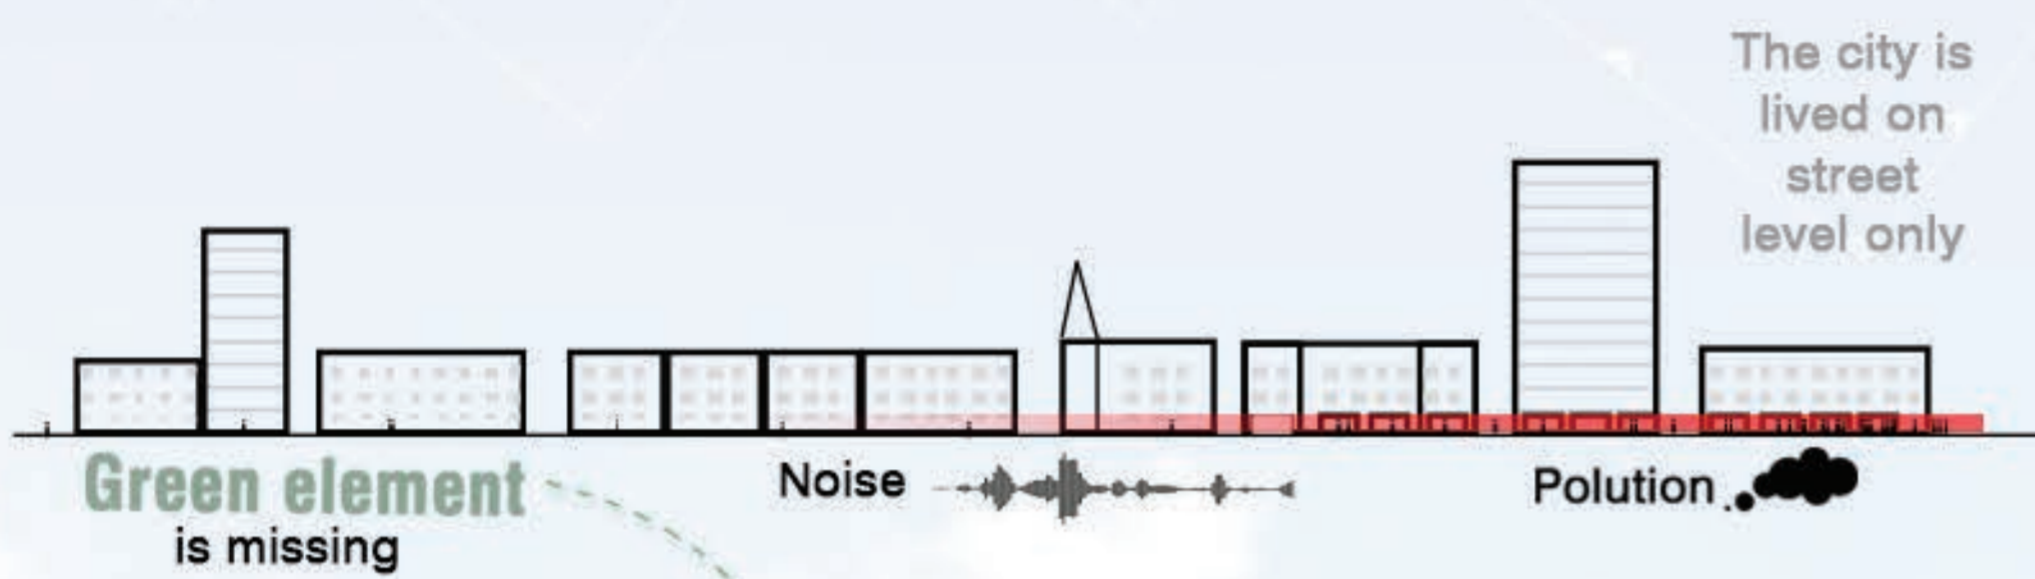 The city is
lived on
street
level only
Green element
is missing
Noise
Polution